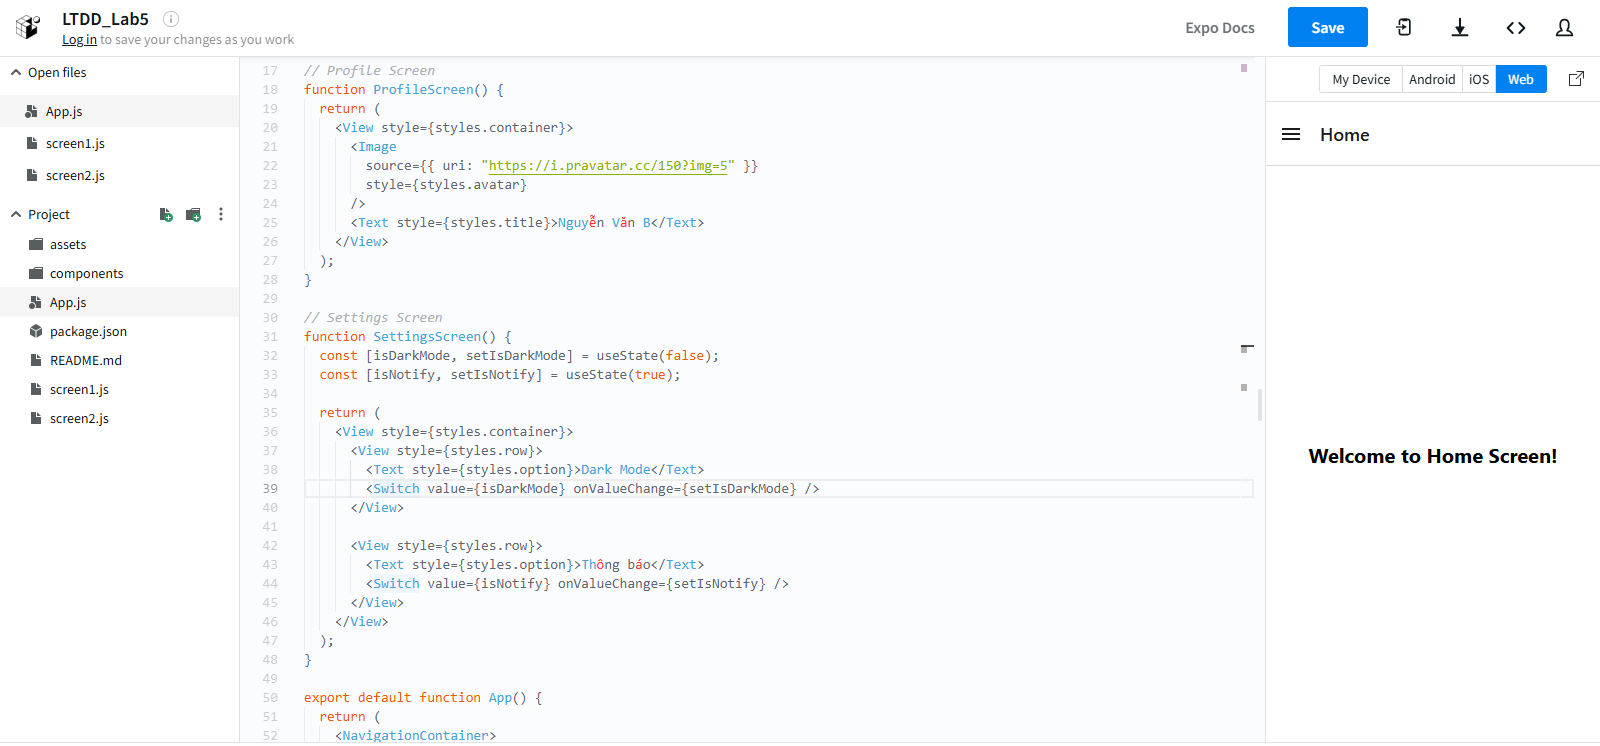 LTDD_Lab5
Log in to save your changes as you work
Expo Docs
Save
Open files
App.js
screen1.js
screen2.js
Project
assets
components
App.js
package.json
README.md
screen1.js
screen2.js
17 // Profile Screen
18 function ProfileScreen() {
19   return (
20     <View style={styles.container}>
21       <Image
22         source={{ uri: "https://i.pravatar.cc/150?img=5" }}
23         style={styles.avatar}
24       />
25       <Text style={styles.title}>Nguyễn Văn B</Text>
26     </View>
27   );
28 }
29
30 // Settings Screen
31 function SettingsScreen() {
32   const [isDarkMode, setIsDarkMode] = useState(false);
33   const [isNotify, setIsNotify] = useState(true);
34
35   return (
36     <View style={styles.container}>
37       <View style={styles.row}>
38         <Text style={styles.option}>Dark Mode</Text>
39         <Switch value={isDarkMode} onValueChange={setIsDarkMode} />
40       </View>
41
42       <View style={styles.row}>
43         <Text style={styles.option}>Thông báo</Text>
44         <Switch value={isNotify} onValueChange={setIsNotify} />
45       </View>
46     </View>
47   );
48 }
49
50 export default function App() {
51   return (
52     <NavigationContainer>
My Device Android iOS Web
Home
Welcome to Home Screen!